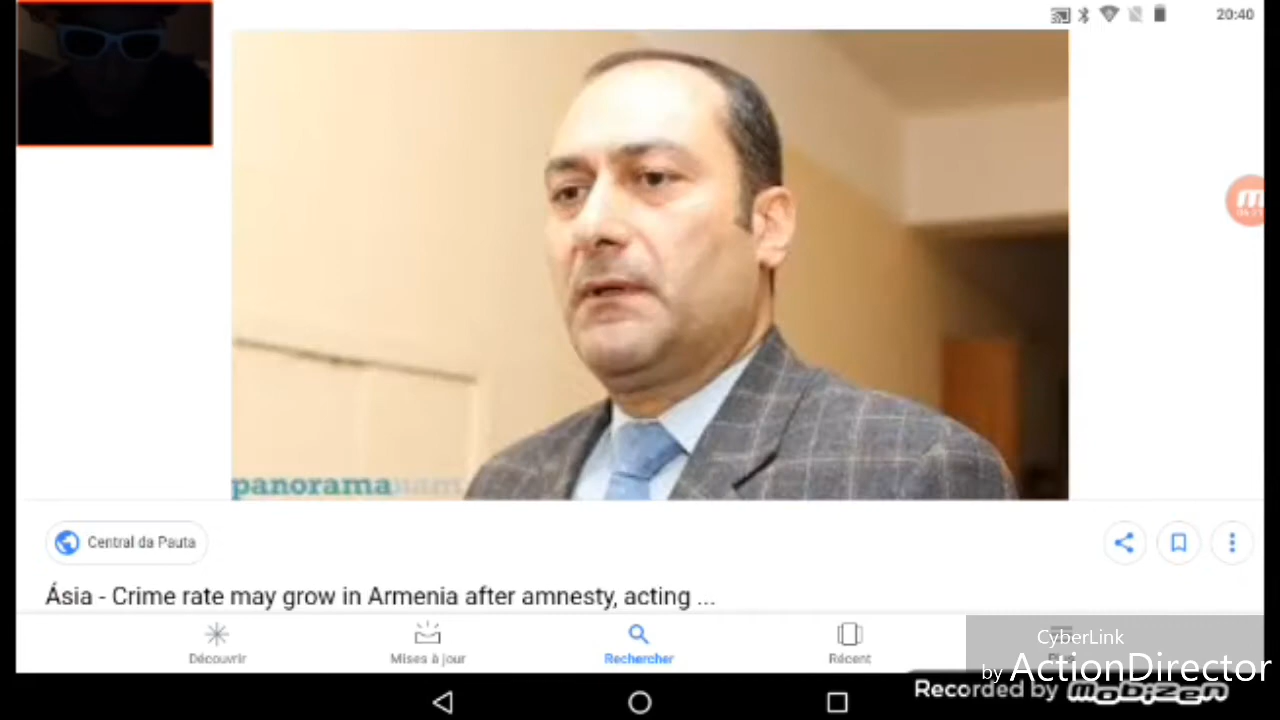 20:40
panorama.am
Central da Pauta
Ásia - Crime rate may grow in Armenia after amnesty, acting ...
Découvrir
Mises à jour
Rechercher
Récent
CyberLink
by ActionDirector
Recorded by mobizen